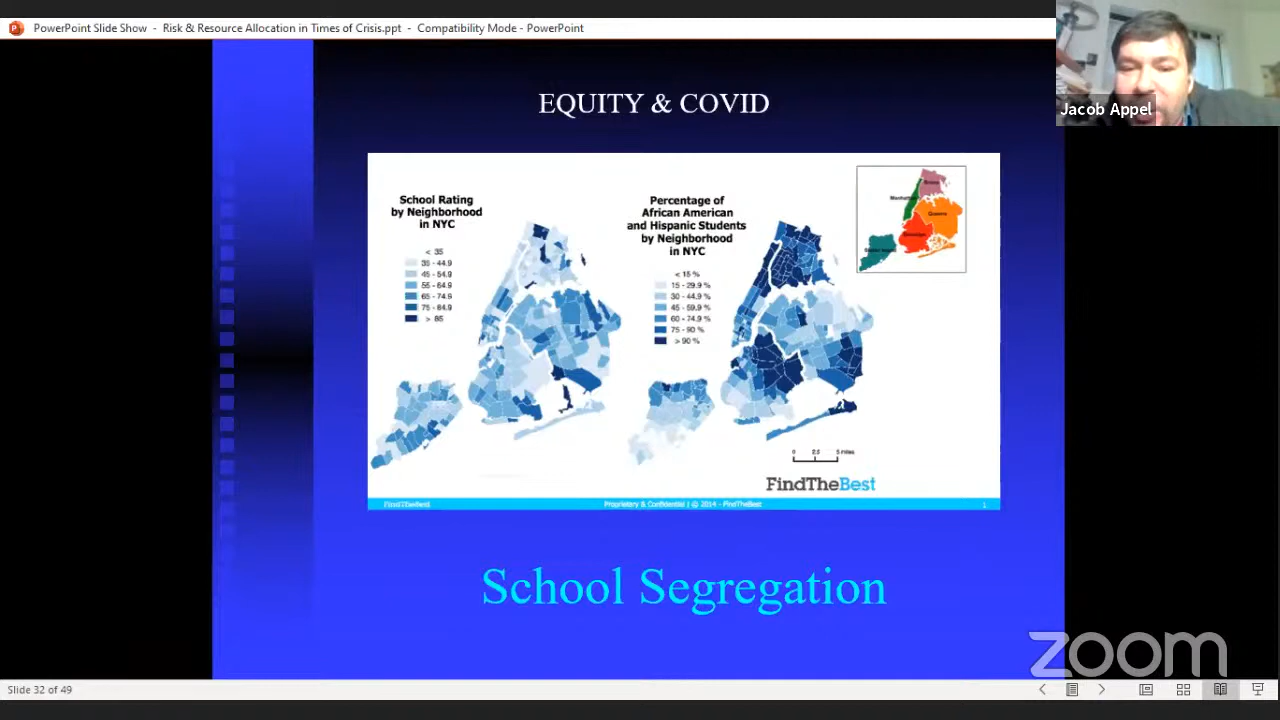 PowerPoint Slide Show - Risk & Resource Allocation in Times of Crisis.ppt - Compatibility Mode - PowerPoint
Jacob Appel
EQUITY & COVID
School Rating
by Neighborhood
in NYC
< 35
35 - 44.9
45 - 54.9
55 - 64.9
65 - 74.9
75 - 84.9
> 85
Percentage of
African American
and Hispanic Students
by Neighborhood
in NYC
< 15 %
15 - 29.9 %
30 - 44.9 %
45 - 59.9 %
60 - 74.9 %
75 - 90 %
> 90 %
Bronx
Manhattan
Queens
Brooklyn
Staten Island
0 2.5 5 Miles
FindTheBest
FindTheBest
Proprietary & Confidential | © 2014 - FindTheBest
1
School Segregation
zoom
Slide 32 of 49